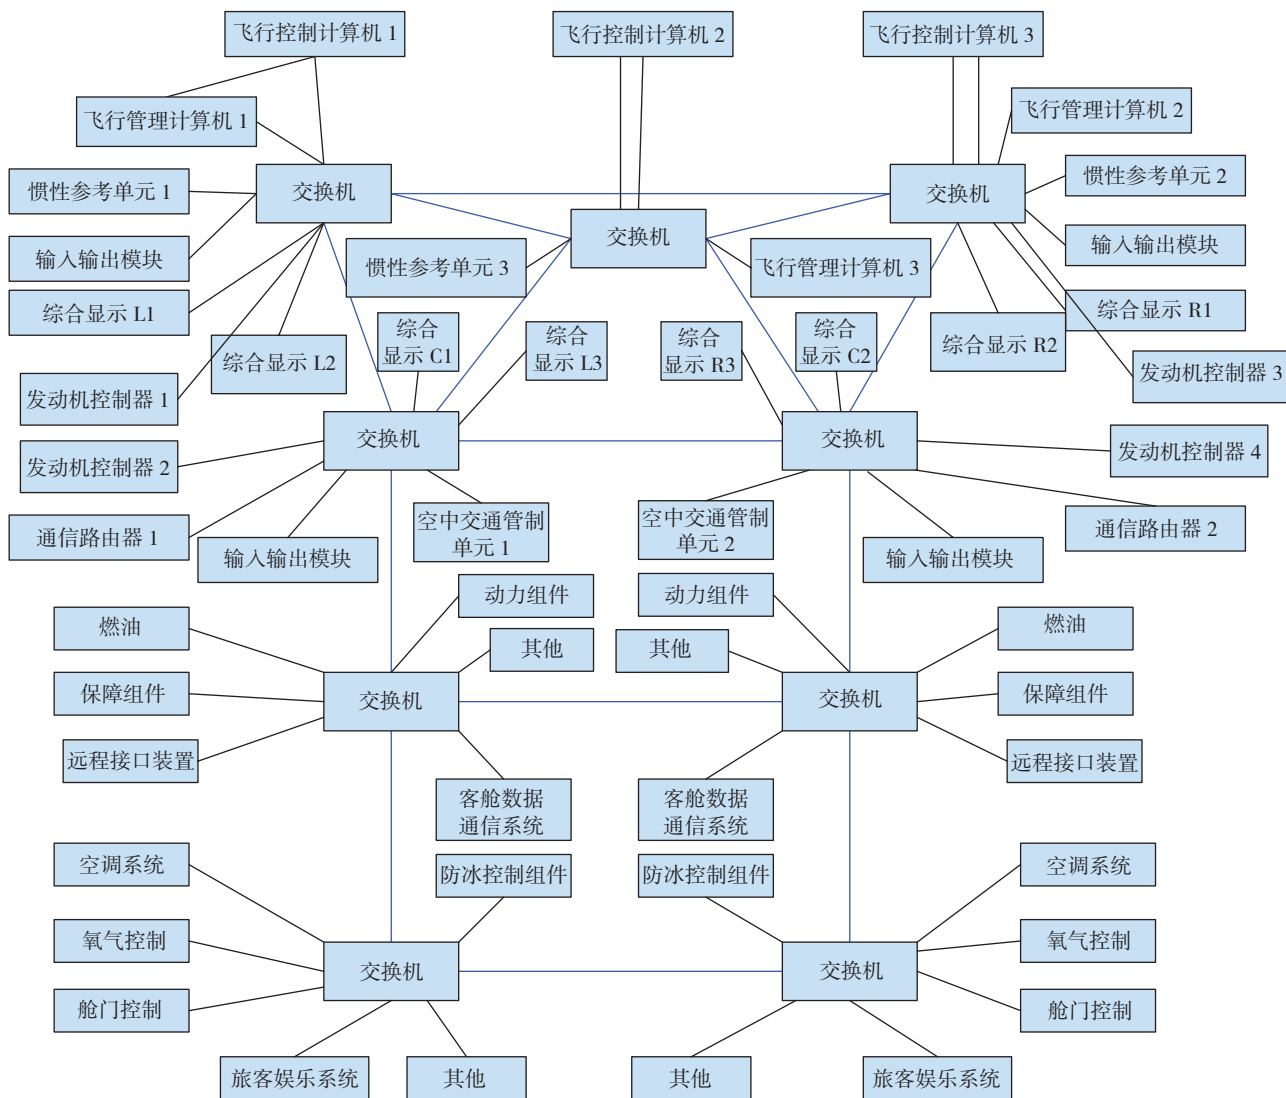 飞行控制计算机 1
飞行控制计算机 2
飞行控制计算机 3
飞行管理计算机 1
飞行管理计算机 2
惯性参考单元 1
交换机
交换机
惯性参考单元 2
交换机
输入输出模块
惯性参考单元 3
飞行管理计算机 3
输入输出模块
综合显示 L1
综合显示 L2
综合
显示 C1
综合
显示 L3
综合
显示 R3
综合
显示 C2
综合显示 R2
综合显示 R1
发动机控制器 1
发动机控制器 3
交换机
交换机
发动机控制器 2
发动机控制器 4
通信路由器 1
输入输出模块
空中交通管制
单元 1
空中交通管制
单元 2
输入输出模块
通信路由器 2
动力组件
动力组件
燃油
其他
其他
燃油
保障组件
交换机
交换机
保障组件
远程接口装置
远程接口装置
客舱数据
通信系统
客舱数据
通信系统
空调系统
防冰控制组件
防冰控制组件
空调系统
氧气控制
氧气控制
交换机
交换机
舱门控制
舱门控制
旅客娱乐系统
其他
其他
旅客娱乐系统